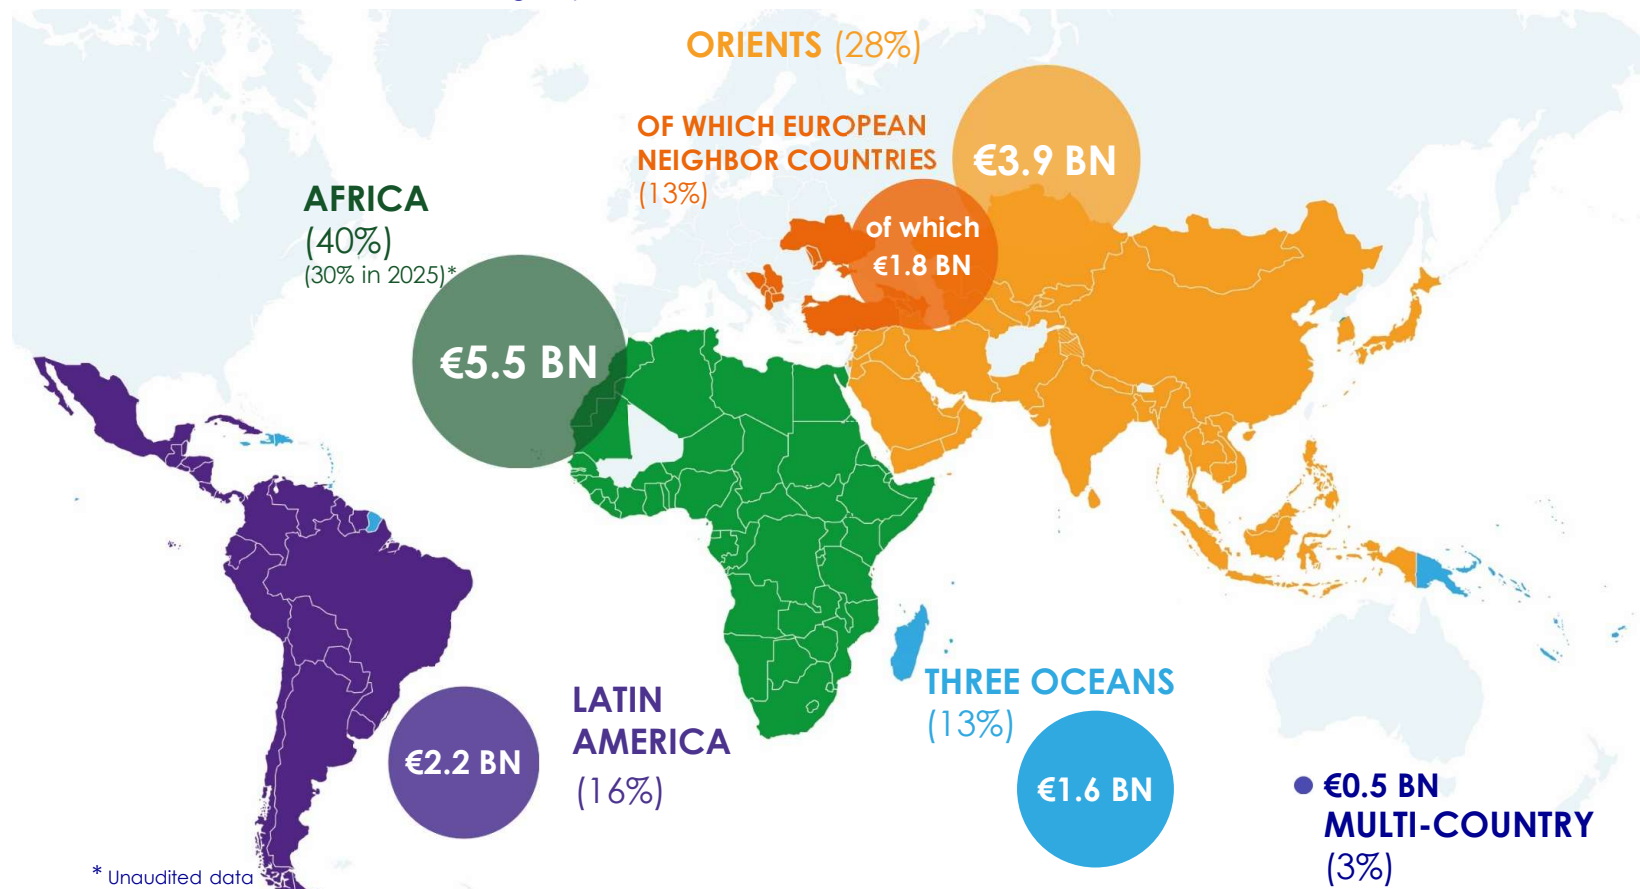 ORIENTS (28%)
OF WHICH EUROPEAN
NEIGHBOR COUNTRIES
(13%)
€3.9 BN
of which
€1.8 BN
AFRICA
(40%)
(30% in 2025)*
€5.5 BN
LATIN
AMERICA
(16%)
€2.2 BN
THREE OCEANS
(13%)
€1.6 BN
€0.5 BN
MULTI-COUNTRY
(3%)
* Unaudited data